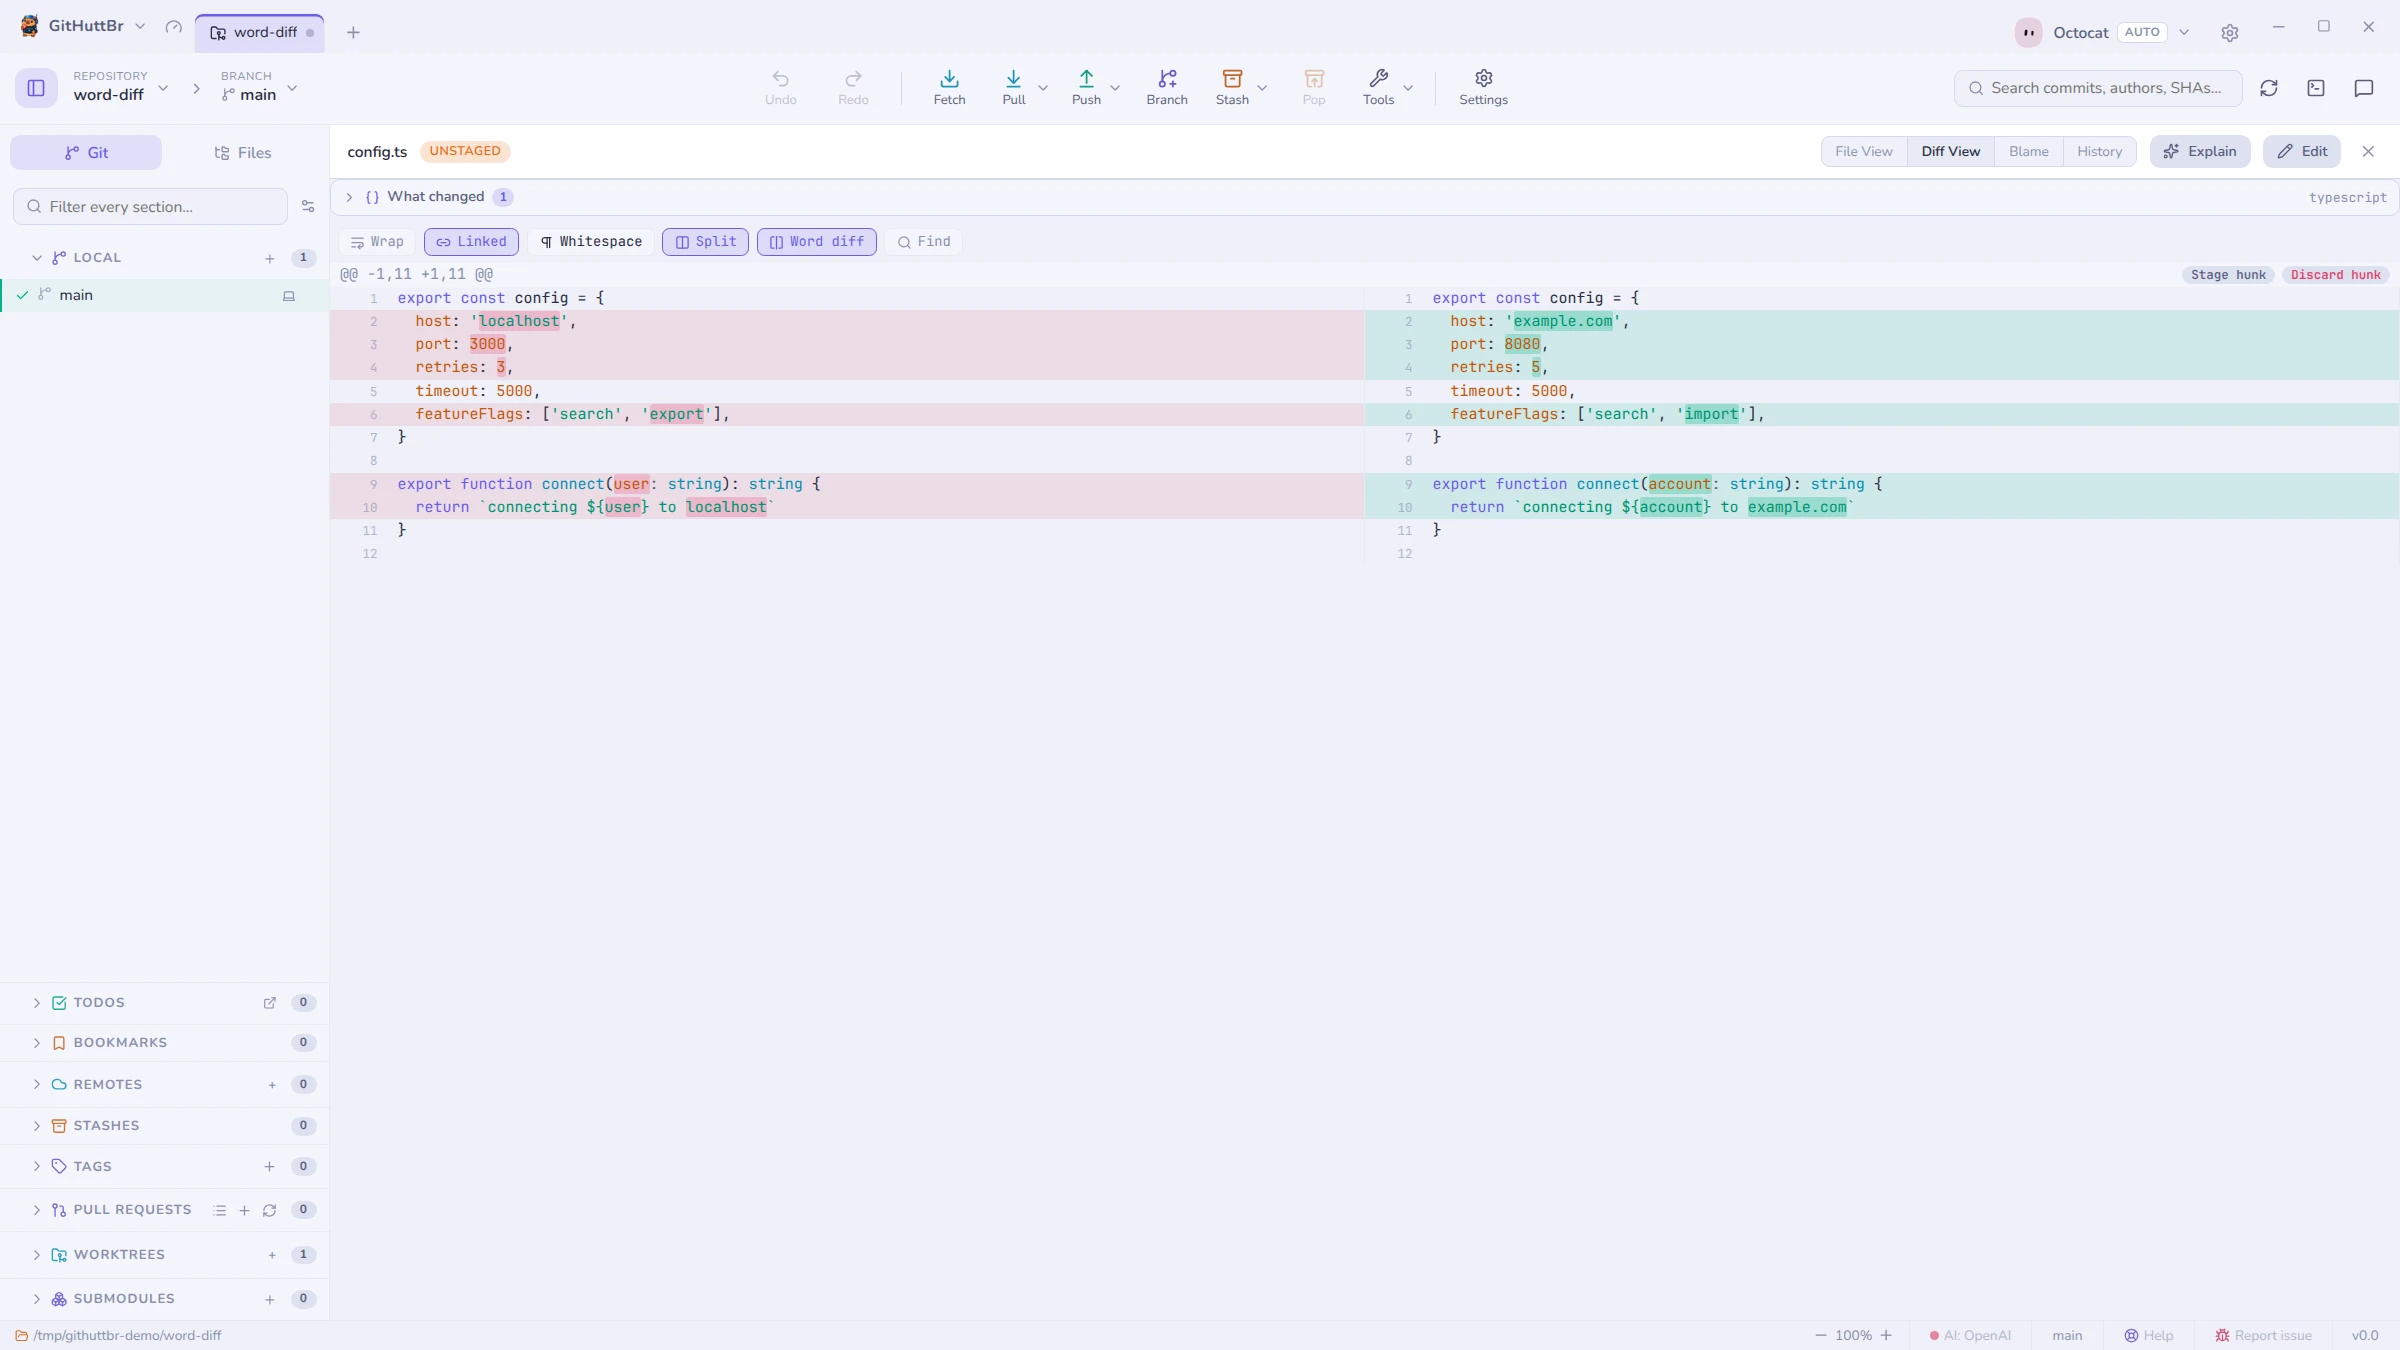 GitHuttBr
word-diff
Octocat AUTO
REPOSITORY
word-diff
BRANCH
main
Undo
Redo
Fetch
Pull
Push
Branch
Stash
Pop
Tools
Settings
Search commits, authors, SHAs...
Git
Files
Filter every section...
LOCAL 1
main
config.ts UNSTAGED
File View
Diff View
Blame
History
Explain
Edit
{} What changed 1
typescript
Wrap
Linked
¶ Whitespace
Split
Word diff
Find
@@ -1,11 +1,11 @@
Stage hunk
Discard hunk
1 export const config = {
2 host: 'localhost',
3 port: 3000,
4 retries: 3,
5 timeout: 5000,
6 featureFlags: ['search', 'export'],
7 }
8
9 export function connect(user: string): string {
10 return `connecting ${user} to localhost`
11 }
12
1 export const config = {
2 host: 'example.com',
3 port: 8080,
4 retries: 5,
5 timeout: 5000,
6 featureFlags: ['search', 'import'],
7 }
8
9 export function connect(account: string): string {
10 return `connecting ${account} to example.com`
11 }
12
TODOS 0
BOOKMARKS 0
REMOTES + 0
STASHES 0
TAGS + 0
PULL REQUESTS + 0
WORKTREES + 1
SUBMODULES + 0
/tmp/githuttbr-demo/word-diff
− 100% +
AI: OpenAI
main
Help
Report issue
v0.0